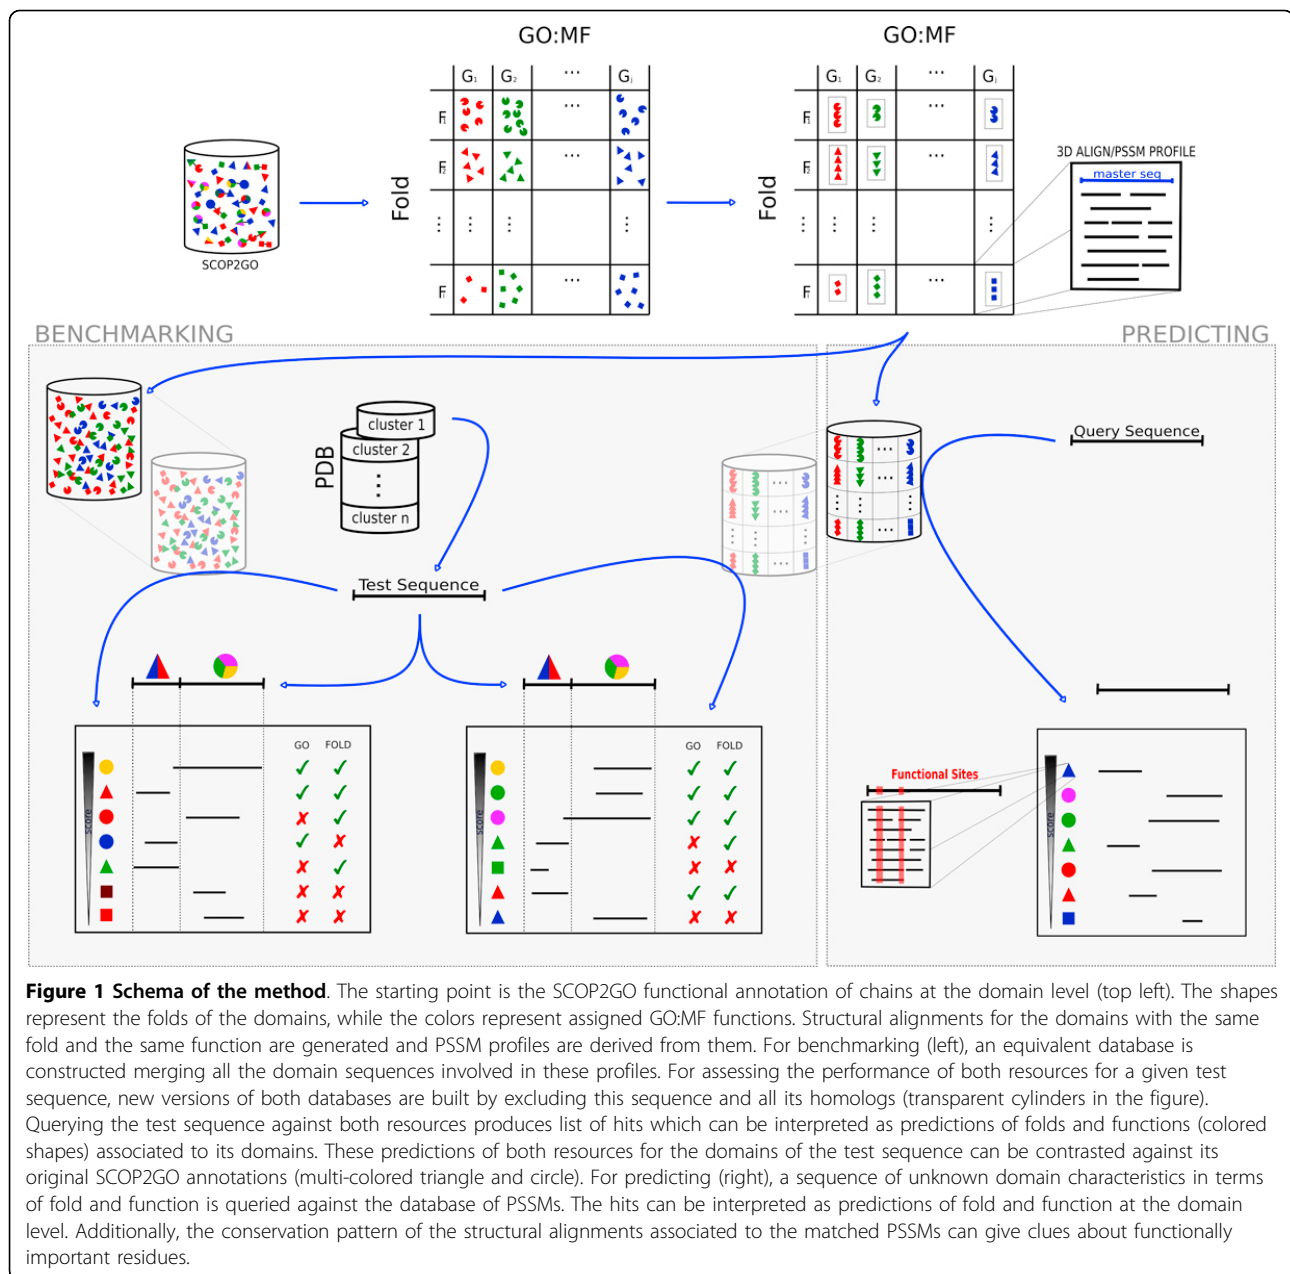 GO:MF
GO:MF
G1 G2 ... Gj
G1 G2 ... Gj
F1
F2
Fold
Fi
F1
F2
Fold
SCOP2GO
3D ALIGN/PSSM PROFILE
master seq
BENCHMARKING
PREDICTING
PDB
cluster 1
cluster 2
cluster n
Query Sequence
Test Sequence
GO FOLD
score
GO FOLD
score
Functional Sites
score
Figure 1 Schema of the method. The starting point is the SCOP2GO functional annotation of chains at the domain level (top left). The shapes
represent the folds of the domains, while the colors represent assigned GO:MF functions. Structural alignments for the domains with the same
fold and the same function are generated and PSSM profiles are derived from them. For benchmarking (left), an equivalent database is
constructed merging all the domain sequences involved in these profiles. For assessing the performance of both resources for a given test
sequence, new versions of both databases are built by excluding this sequence and all its homologs (transparent cylinders in the figure).
Querying the test sequence against both resources produces list of hits which can be interpreted as predictions of folds and functions (colored
shapes) associated to its domains. These predictions of both resources for the domains of the test sequence can be contrasted against its
original SCOP2GO annotations (multi-colored triangle and circle). For predicting (right), a sequence of unknown domain characteristics in terms
of fold and function is queried against the database of PSSMs. The hits can be interpreted as predictions of fold and function at the domain
level. Additionally, the conservation pattern of the structural alignments associated to the matched PSSMs can give clues about functionally
important residues.